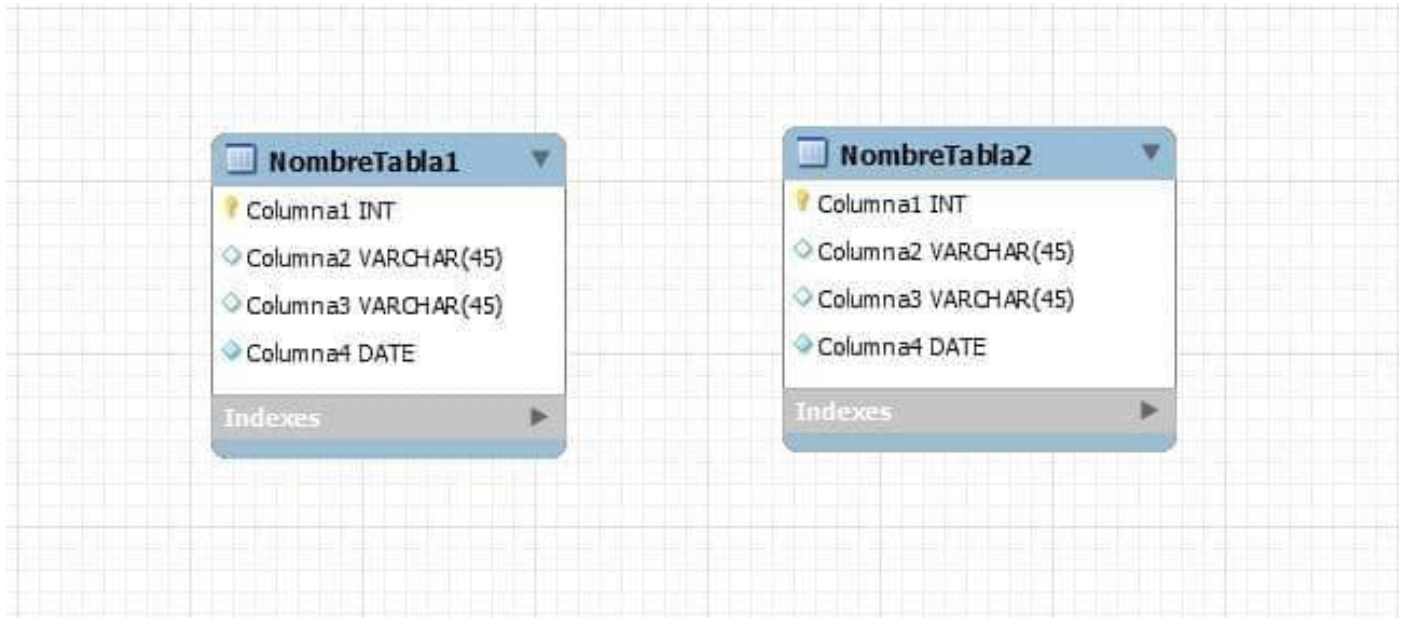 NombreTabla1
Columna1 INT
Columna2 VARCHAR(45)
Columna3 VARCHAR(45)
Columna4 DATE
Indexes
NombreTabla2
Columna1 INT
Columna2 VARCHAR(45)
Columna3 VARCHAR(45)
Columna4 DATE
Indexes